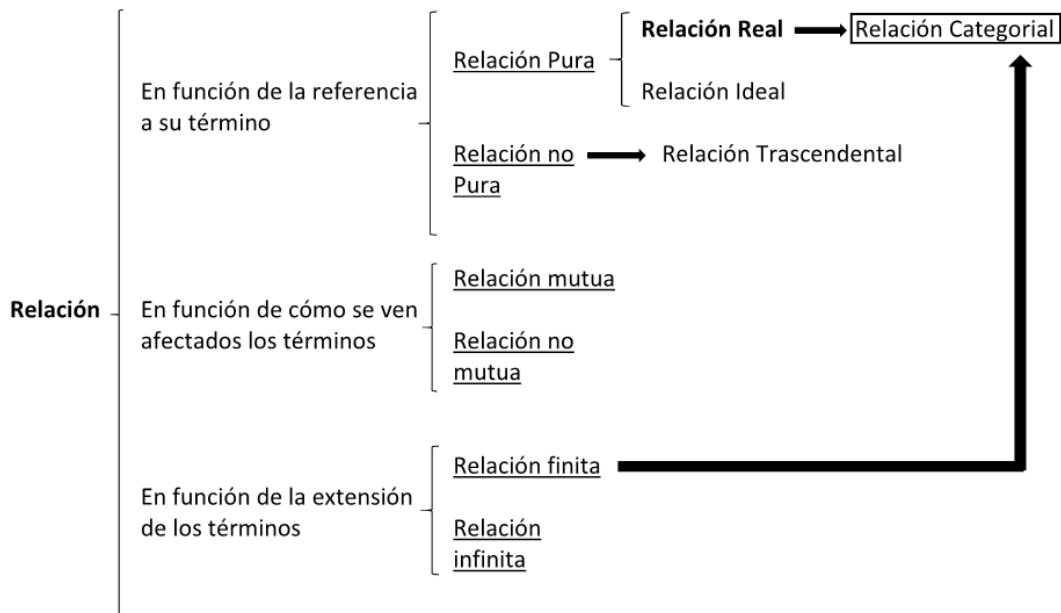 Relación
En función de la referencia
a su término
Relación Pura
Relación Real
Relación Categorial
Relación Ideal
Relación no
Pura
Relación Trascendental
En función de cómo se ven
afectados los términos
Relación mutua
Relación no
mutua
En función de la extensión
de los términos
Relación finita
Relación
infinita